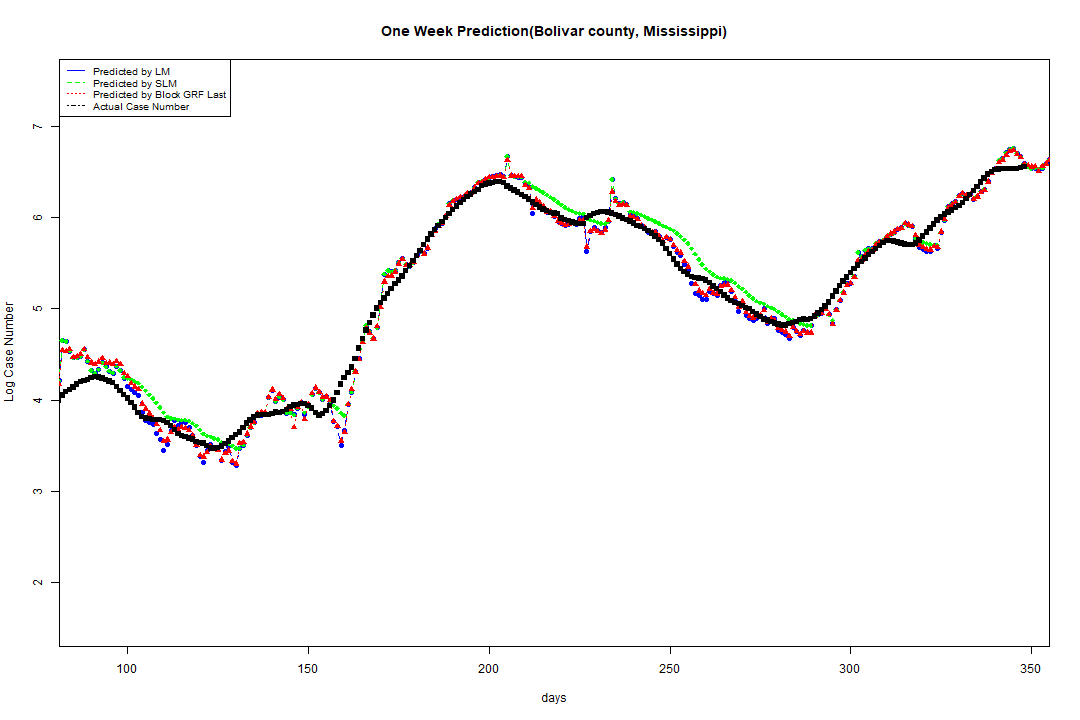 One Week Prediction(Bolivar county, Mississippi)
Predicted by LM
Predicted by SLM
Predicted by Block GRF Last
Actual Case Number
7
6
5
4
3
2
Log Case Number
100 150 200 250 300 350
days